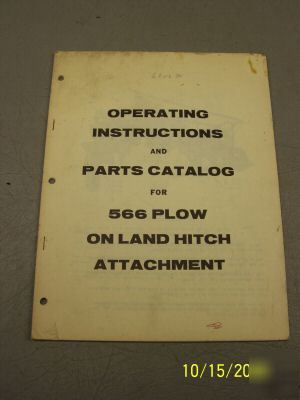 OPERATING
INSTRUCTIONS
AND
PARTS CATALOG
FOR
566 PLOW
ON LAND HITCH
ATTACHMENT
10/15/20